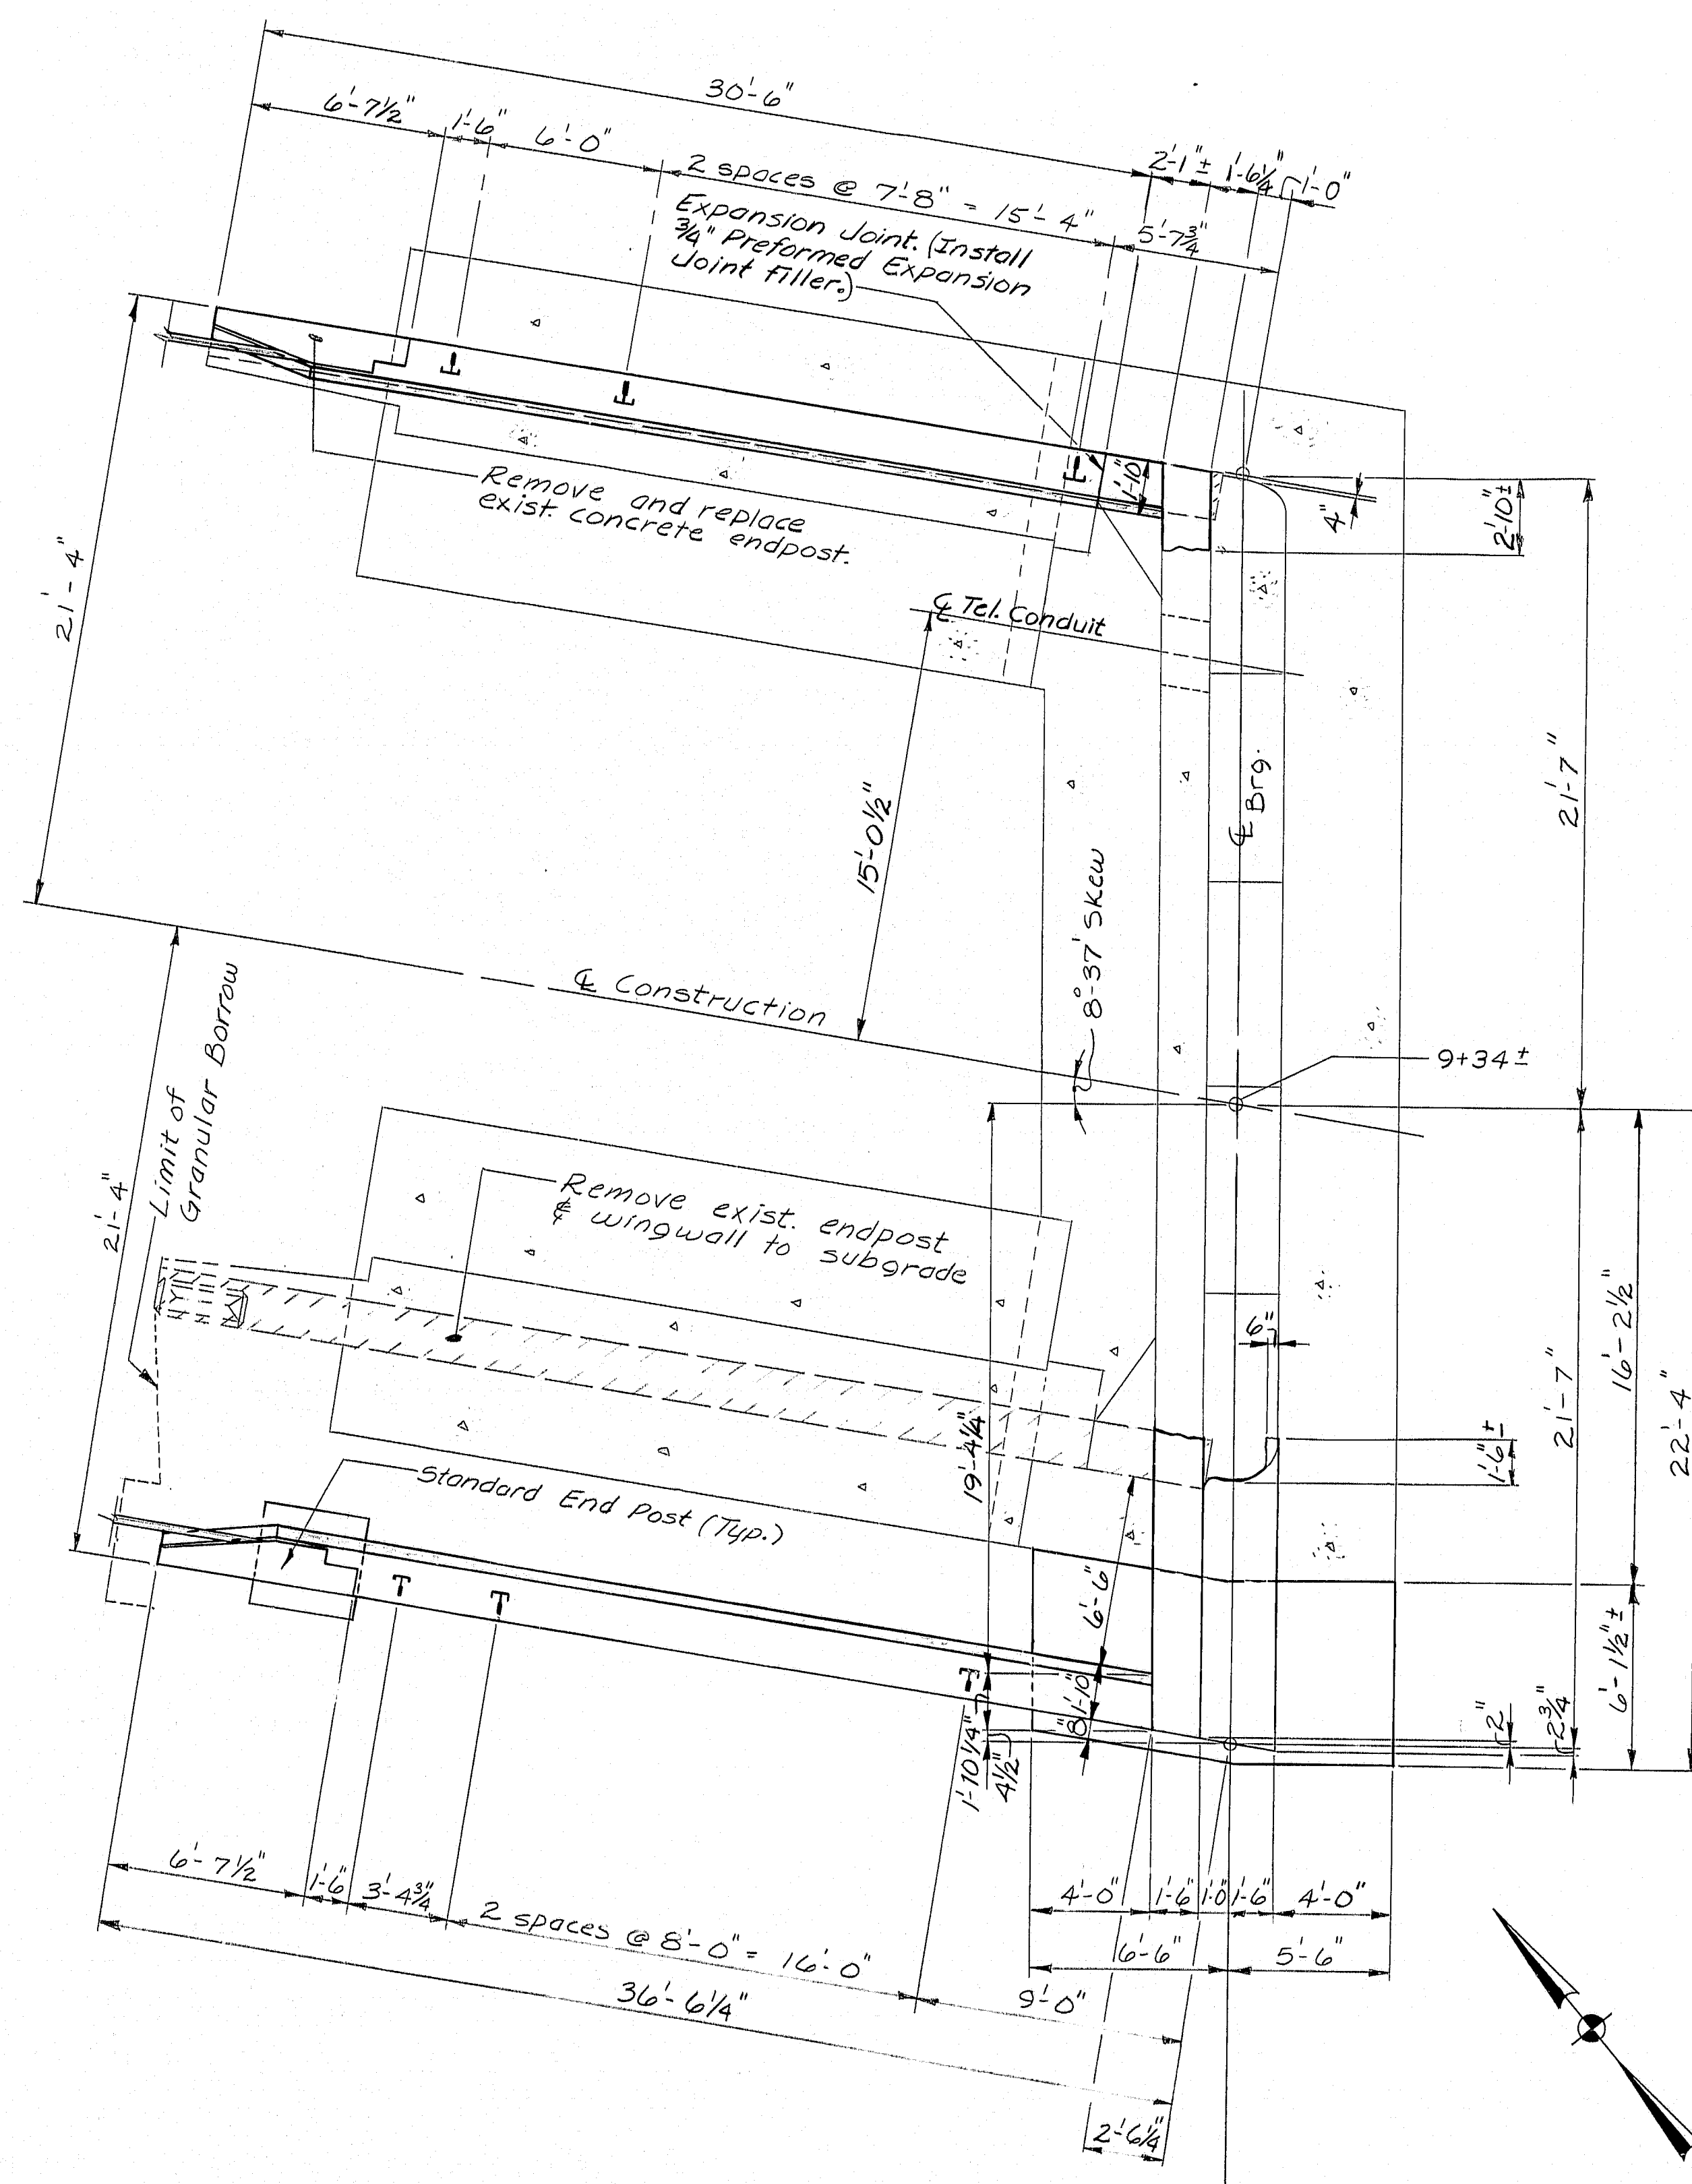 30'-6"
6'-7½"
1'-6"
6'-0"
2 spaces @ 7'-8" = 15'-4"
2'-1"±
1'-6¼"
1'-0"
5'-7¾"
Expansion Joint. (Install
¾" Preformed Expansion
Joint Filler.)
1'-10"
4"
2'-10"±
Remove and replace
exist. concrete endpost.
21'-4"
℄ Tel. Conduit
15'-0½"
℄ Brg.
21'-7"
8°-37' Skew
℄ Construction
9+34±
Limit of
Granular Borrow
21'-4"
Remove exist. endpost
& wingwall to subgrade
6"
16'-2½"
21'-7"
22'-4"
1'-6"±
19'-4¼"
Standard End Post (Typ.)
6'-6"
1'-10"
8"
1'-10¼"
4½"
2"
2¾"
6'-1½"±
6'-7½"
1'-6"
3'-4¾"
2 spaces @ 8'-0" = 16'-0"
9'-0"
36'-6¼"
4'-0"
1'-6"
1'-0"
1'-6"
4'-0"
6'-6"
5'-6"
2'-6¼"